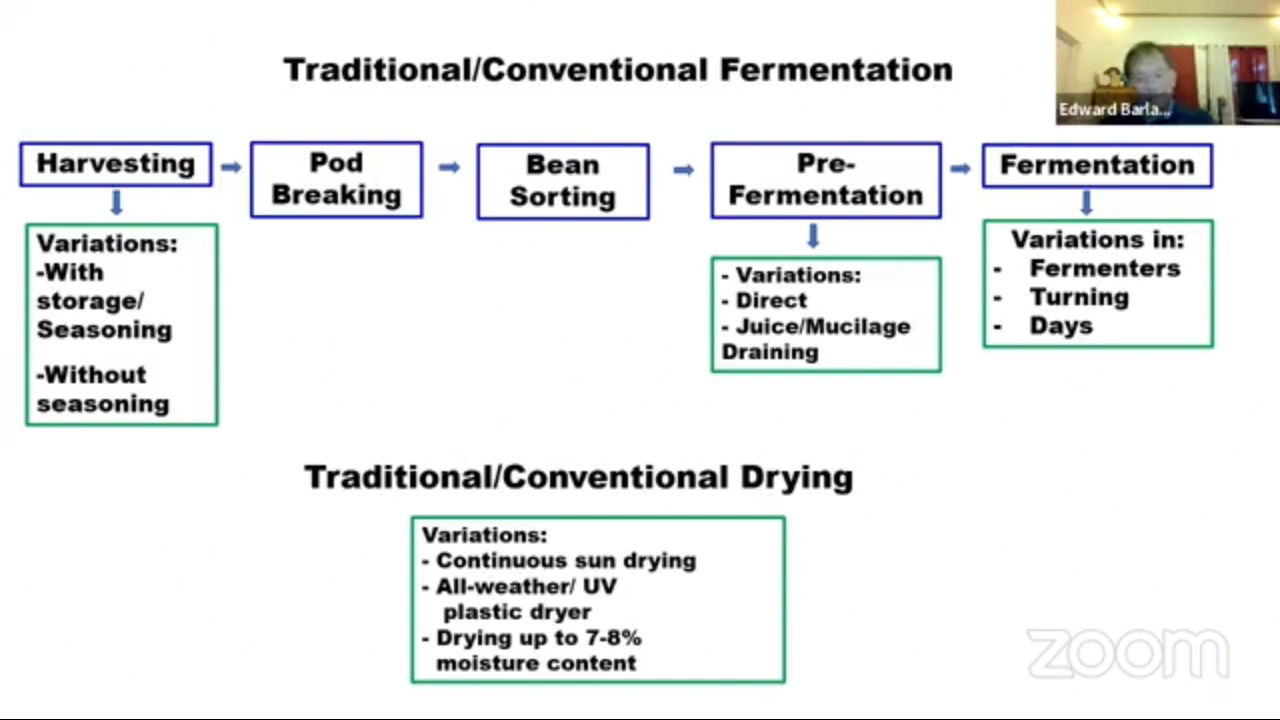 Traditional/Conventional Fermentation
Edward Barla...
Harvesting
Pod
Breaking
Bean
Sorting
Pre-
Fermentation
Fermentation
Variations:
-With
storage/
Seasoning
-Without
seasoning
- Variations:
- Direct
- Juice/Mucilage
Draining
Variations in:
- Fermenters
- Turning
- Days
Traditional/Conventional Drying
Variations:
- Continuous sun drying
- All-weather/ UV
plastic dryer
- Drying up to 7-8%
moisture content
zoom